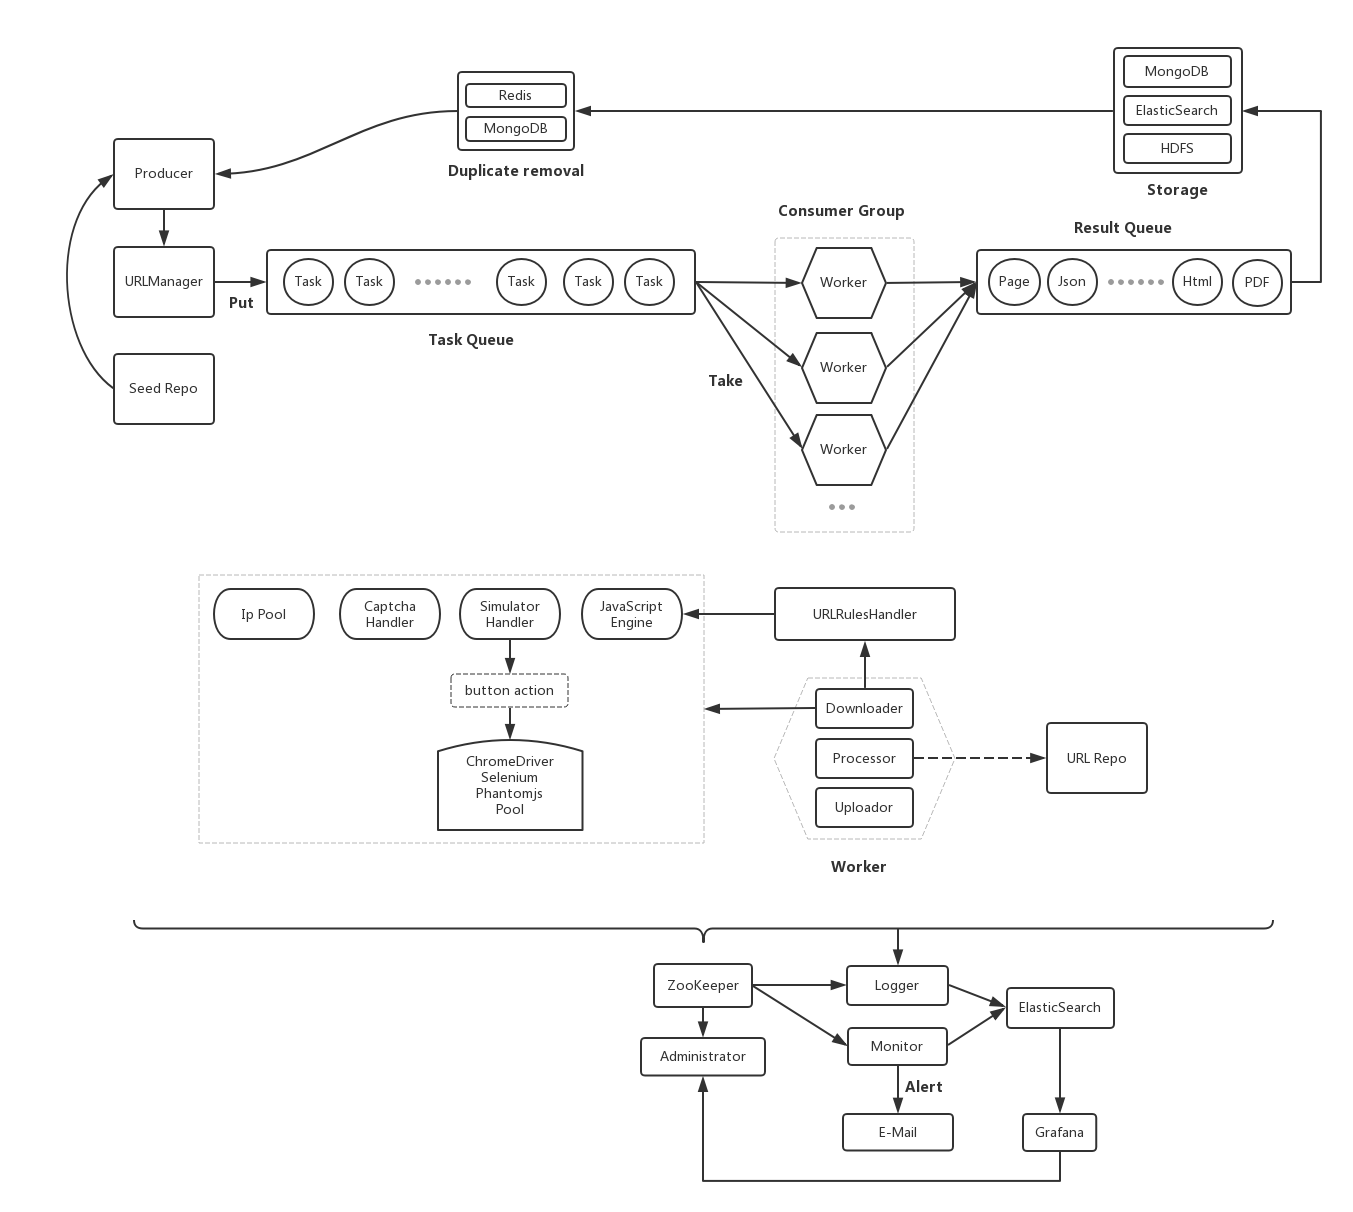 MongoDB
ElasticSearch
HDFS
Storage
Redis
MongoDB
Duplicate removal
Producer
URLManager
Put
Seed Repo
Task
Task
Task
Task
Task
Task Queue
Take
Consumer Group
Worker
Worker
Worker
Result Queue
Page
Json
Html
PDF
Ip Pool
Captcha
Handler
Simulator
Handler
JavaScript
Engine
URLRulesHandler
button action
ChromeDriver
Selenium
Phantomjs
Pool
Downloader
Processor
Uploador
Worker
URL Repo
ZooKeeper
Logger
ElasticSearch
Administrator
Monitor
Alert
E-Mail
Grafana